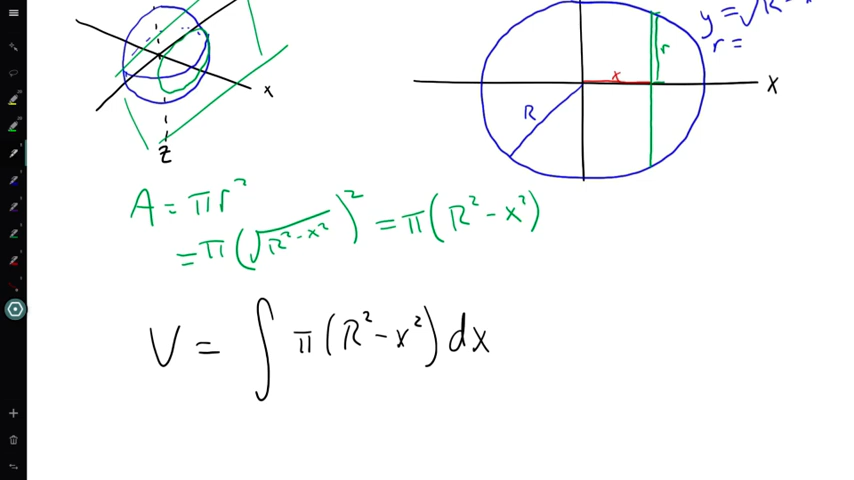 y = √R² - x
r =
x
r
x
X
R
Z
A = πr²
= π(√R² - x²)² = π(R² - x²)
V = ∫ π(R² - x²) dx